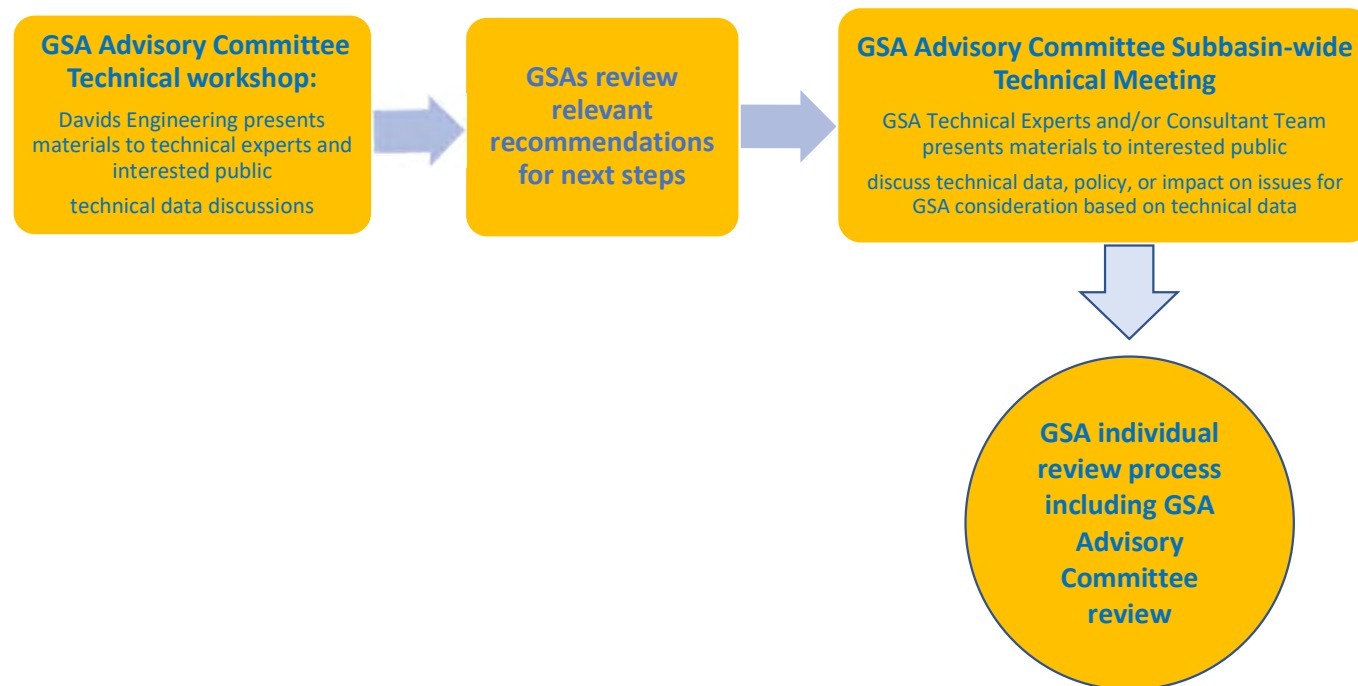 GSA Advisory Committee
Technical workshop:
Davids Engineering presents
materials to technical experts and
interested public
technical data discussions
GSAs review
relevant
recommendations
for next steps
GSA Advisory Committee Subbasin-wide
Technical Meeting
GSA Technical Experts and/or Consultant Team
presents materials to interested public
discuss technical data, policy, or impact on issues for
GSA consideration based on technical data
GSA individual
review process
including GSA
Advisory
Committee
review